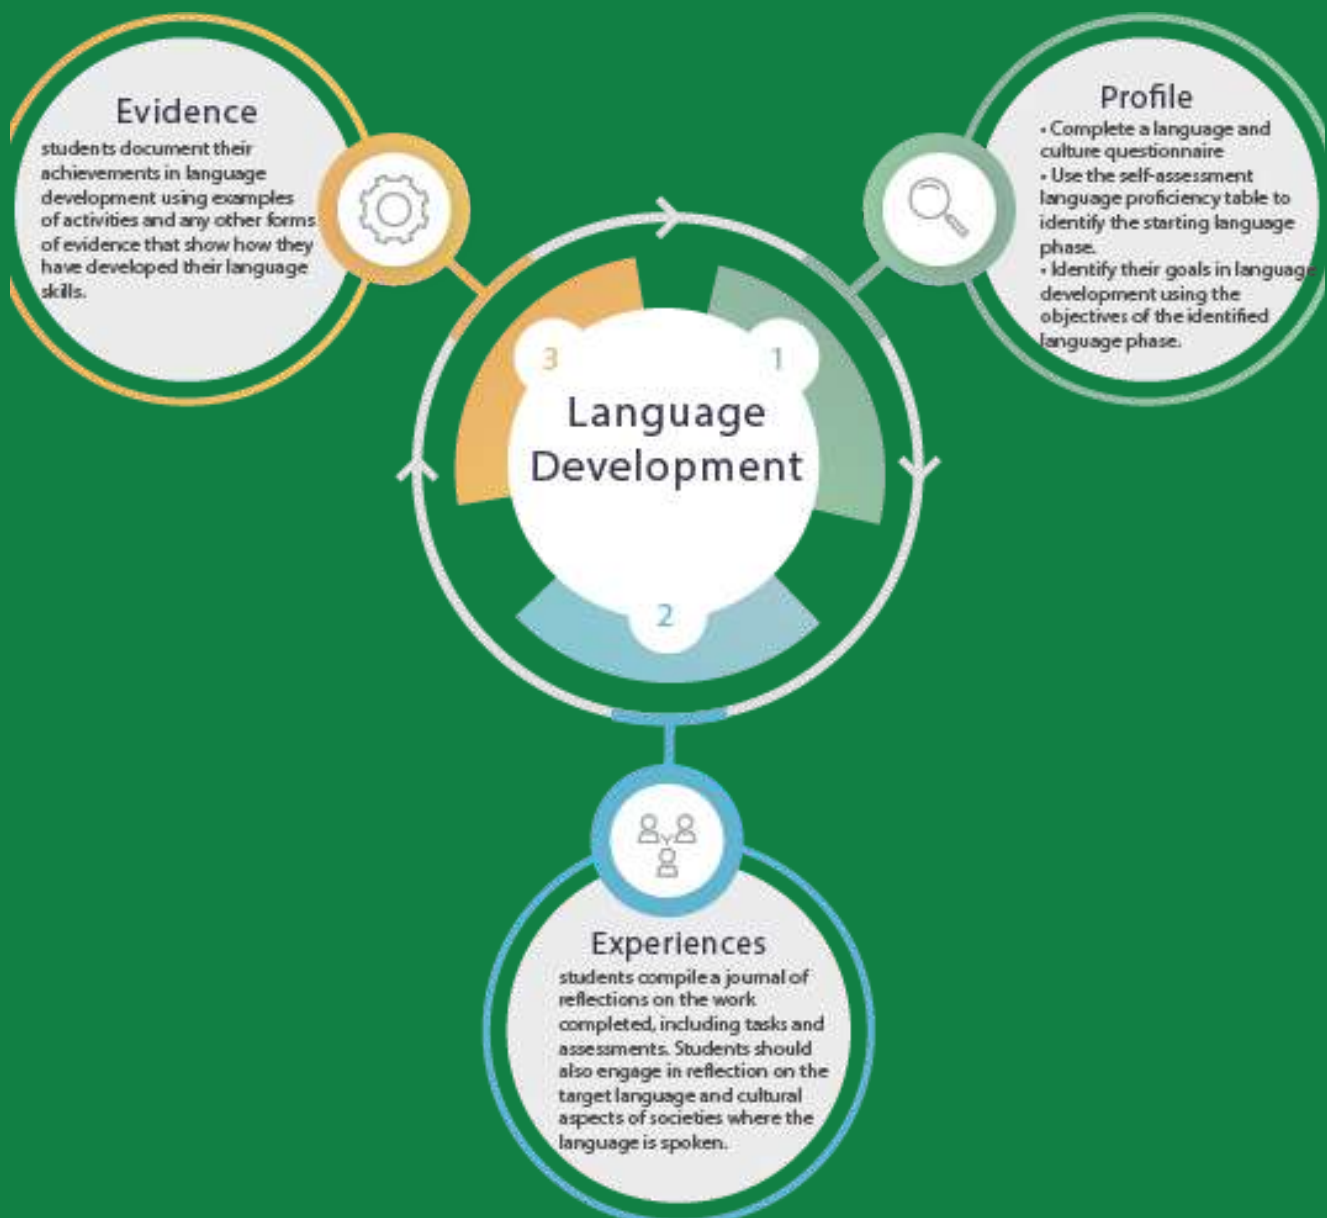 Evidence
students document their
achievements in language
development using examples
of activities and any other forms
of evidence that show how they
have developed their language
skills.
Profile
• Complete a language and
culture questionnaire
• Use the self-assessment
language proficiency table to
identify the starting language
phase.
• Identify their goals in language
development using the
objectives of the identified
language phase.
3
1
Language
Development
2
Experiences
students compile a journal of
reflections on the work
completed, including tasks and
assessments. Students should
also engage in reflection on the
target language and cultural
aspects of societies where the
language is spoken.